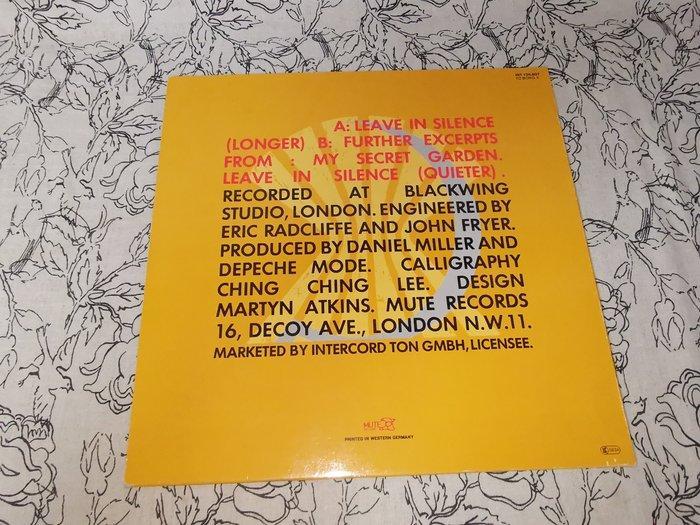 INT 126.807
A: LEAVE IN SILENCE
(LONGER) B: FURTHER EXCERPTS
FROM : MY SECRET GARDEN.
LEAVE IN SILENCE (QUIETER).
RECORDED AT BLACKWING
STUDIO, LONDON. ENGINEERED BY
ERIC RADCLIFFE AND JOHN FRYER.
PRODUCED BY DANIEL MILLER AND
DEPECHE MODE. CALLIGRAPHY
CHING CHING LEE. DESIGN
MARTYN ATKINS. MUTE RECORDS
16, DECOY AVE., LONDON N.W.11.
MARKETED BY INTERCORD TON GMBH, LICENSEE.
MUTE
PRINTED IN WESTERN GERMANY